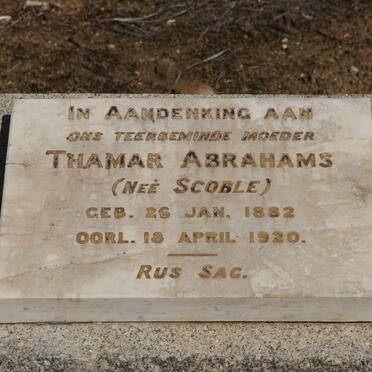 IN AANDENKING AAN
ONS TEERBEMINDE MOEDER
THAMAR ABRAHAMS
(NEÉ SCOBLE)
GEB. 26 JAN. 1882
OORL. 18 APRIL 1920.
RUS SAG.